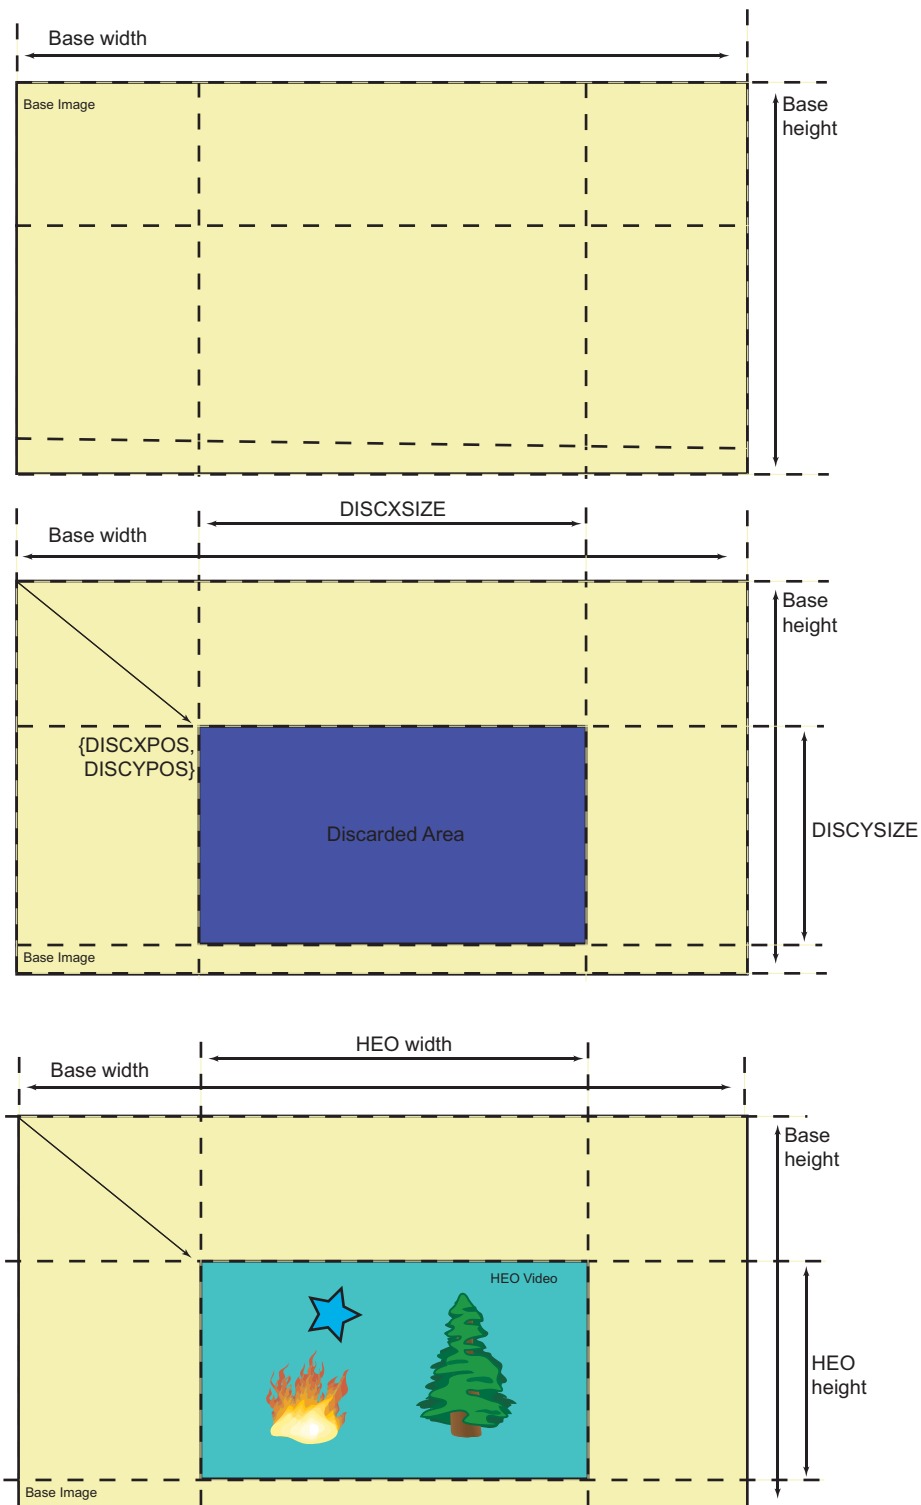 Base width
Base Image
Base
height
DISCXSIZE
Base width
Base
height
{DISCXPOS,
DISCYPOS}
Discarded Area
DISCYSIZE
Base Image
HEO width
Base width
Base
height
HEO Video
HEO
height
Base Image